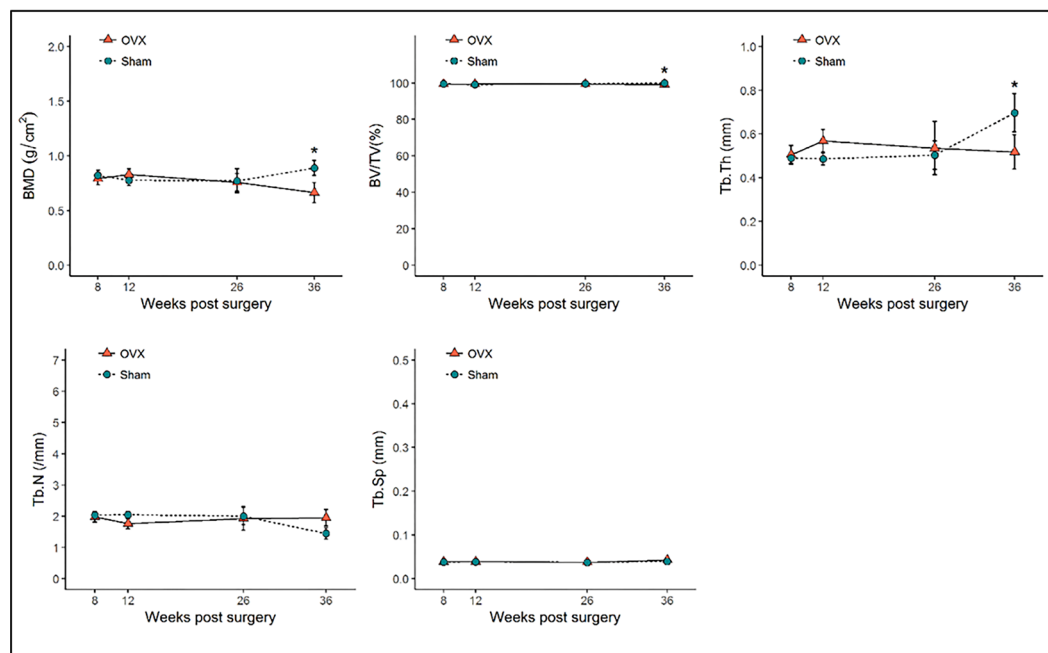 OVX
Sham
2.0
1.5
1.0
0.5
0.0
BMD (g/cm²)
*
8 12 26 36
Weeks post surgery
OVX
Sham
100
80
60
40
20
0
BV/TV(%)
*
8 12 26 36
Weeks post surgery
OVX
Sham
1.0
0.8
0.6
0.4
0.2
0.0
Tb.Th (mm)
*
8 12 26 36
Weeks post surgery
OVX
Sham
7
6
5
4
3
2
1
0
Tb.N (/mm)
8 12 26 36
Weeks post surgery
OVX
Sham
0.5
0.4
0.3
0.2
0.1
0.0
Tb.Sp (mm)
8 12 26 36
Weeks post surgery